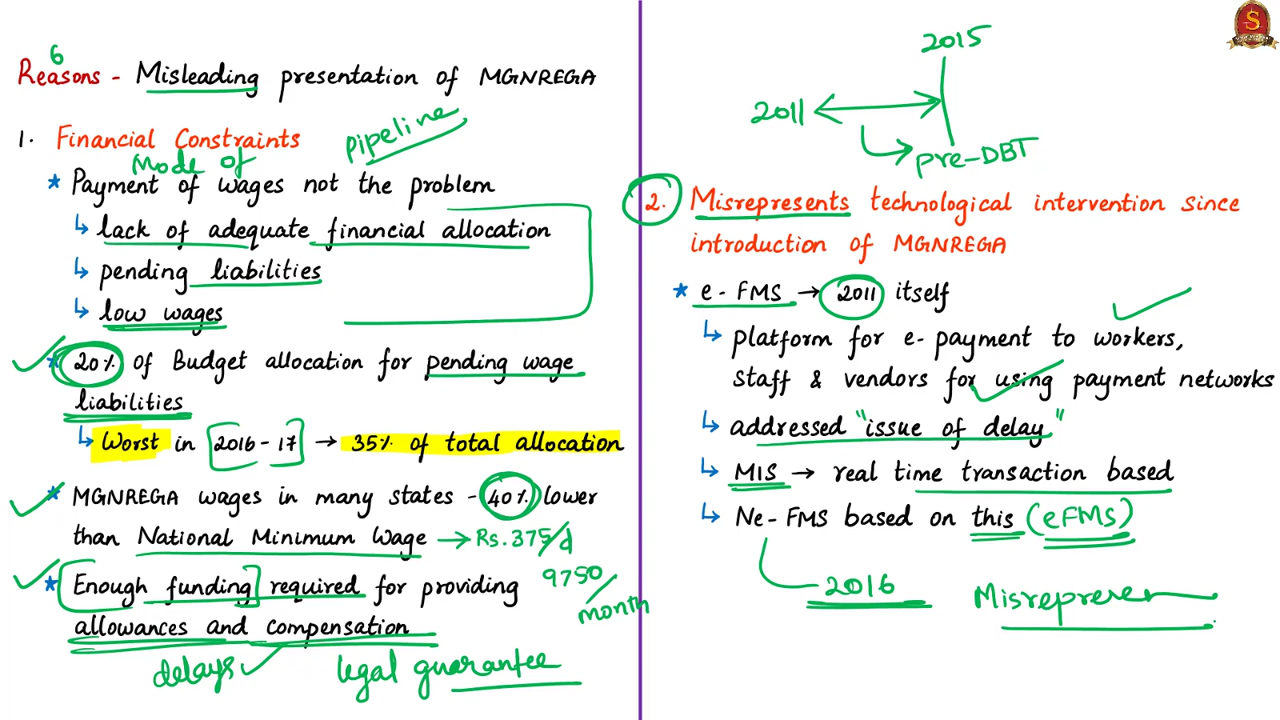 6
Reasons - Misleading presentation of MGNREGA
1. Financial Constraints
pipeline
Mode of
* Payment of wages not the problem
↳ lack of adequate financial allocation
↳ pending liabilities
↳ low wages
* 20% of Budget allocation for pending wage
liabilities
↳ Worst in [2016-17] → 35% of total allocation
* MGNREGA wages in many states - 40% lower
than National Minimum Wage → Rs.375/d
9750/
month
* Enough funding] required for providing
allowances and compensation
delays legal guarantee
2015
2011
pre-DBT
2. Misrepresents technological intervention since
introduction of MGNREGA
* e-FMS → 2011 itself
↳ platform for e-payment to workers,
staff & vendors for using payment networks
↳ addressed "issue of delay"
↳ MIS → real time transaction based
↳ Ne-FMS based on this (eFMS)
2016
S